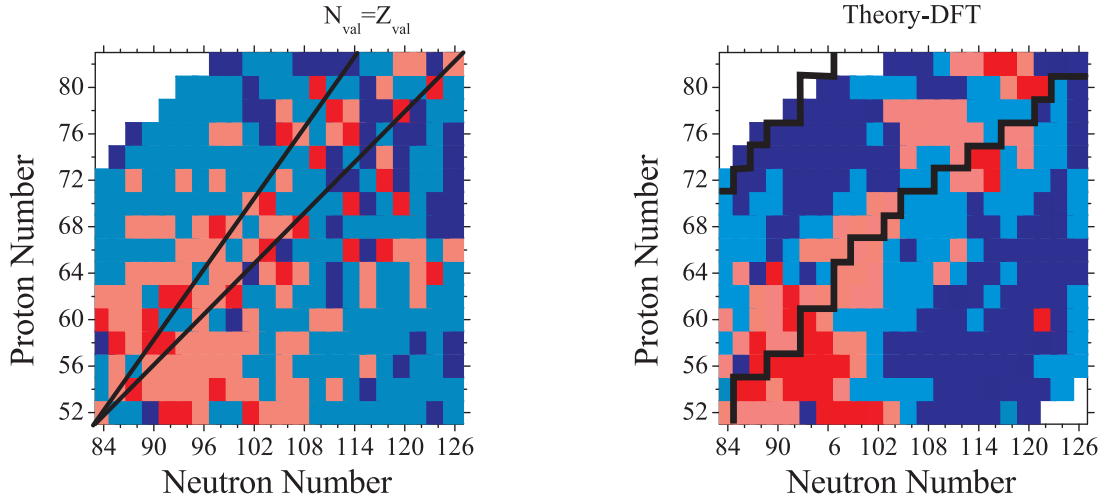 N_val=Z_val
Theory-DFT
Proton Number
80
76
72
68
64
60
56
52
84 90 96 102 108 114 120 126
Neutron Number
Proton Number
80
76
72
68
64
60
56
52
84 90 6 102 108 114 120 126
Neutron Number